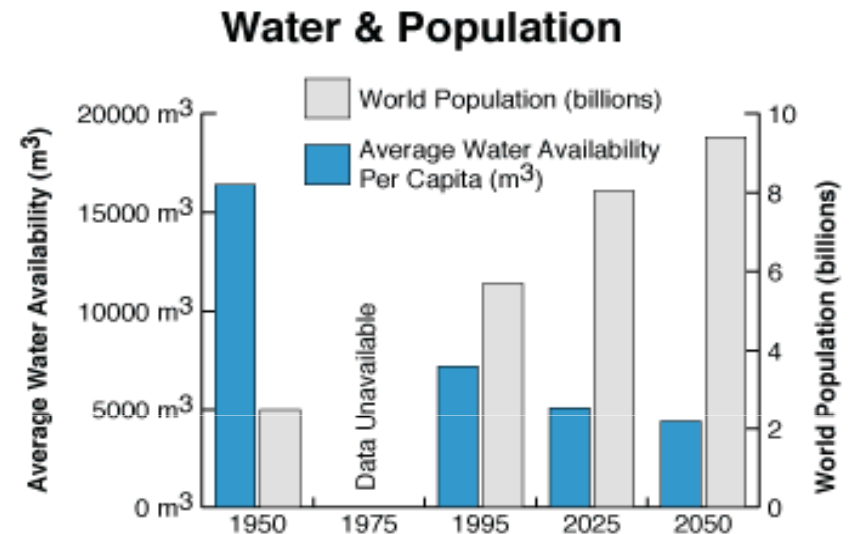 Water & Population
World Population (billions)
Average Water Availability
Per Capita (m³)
Average Water Availability (m³)
20000 m³
15000 m³
10000 m³
5000 m³
0 m³
Data Unavailable
10
8
6
4
2
0
World Population (billions)
1950 1975 1995 2025 2050